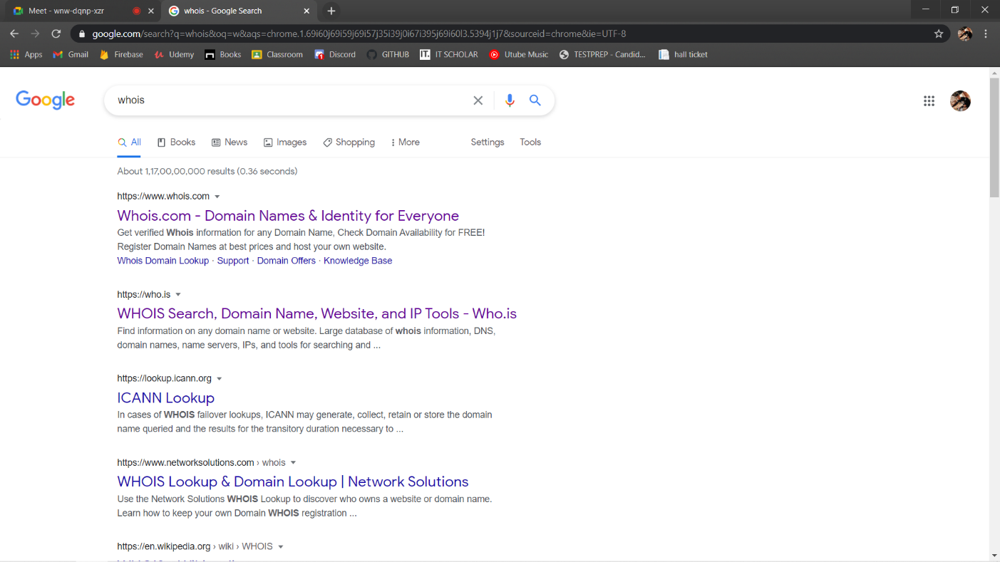 Meet - wnw-dqnp-xzr
whois - Google Search
google.com/search?q=whois&oq=w&aqs=chrome.1.69i60j69i59j69i57j35i39j0i67i395j69i60l3.5394j1j7&sourceid=chrome&ie=UTF-8
Apps Gmail Firebase Udemy Books Classroom Discord GITHUB IT. IT SCHOLAR Utube Music TESTPREP - Candid... hall ticket
Google
whois
All Books News Images Shopping More Settings Tools
About 1,17,00,00,000 results (0.36 seconds)
https://www.whois.com
Whois.com - Domain Names & Identity for Everyone
Get verified Whois information for any Domain Name, Check Domain Availability for FREE!
Register Domain Names at best prices and host your own website.
Whois Domain Lookup · Support · Domain Offers · Knowledge Base
https://who.is
WHOIS Search, Domain Name, Website, and IP Tools - Who.is
Find information on any domain name or website. Large database of whois information, DNS,
domain names, name servers, IPs, and tools for searching and ...
https://lookup.icann.org
ICANN Lookup
In cases of WHOIS failover lookups, ICANN may generate, collect, retain or store the domain
name queried and the results for the transitory duration necessary to ...
https://www.networksolutions.com › whois
WHOIS Lookup & Domain Lookup | Network Solutions
Use the Network Solutions WHOIS Lookup to discover who owns a website or domain name.
Learn how to keep your own Domain WHOIS registration ...
https://en.wikipedia.org › wiki › WHOIS